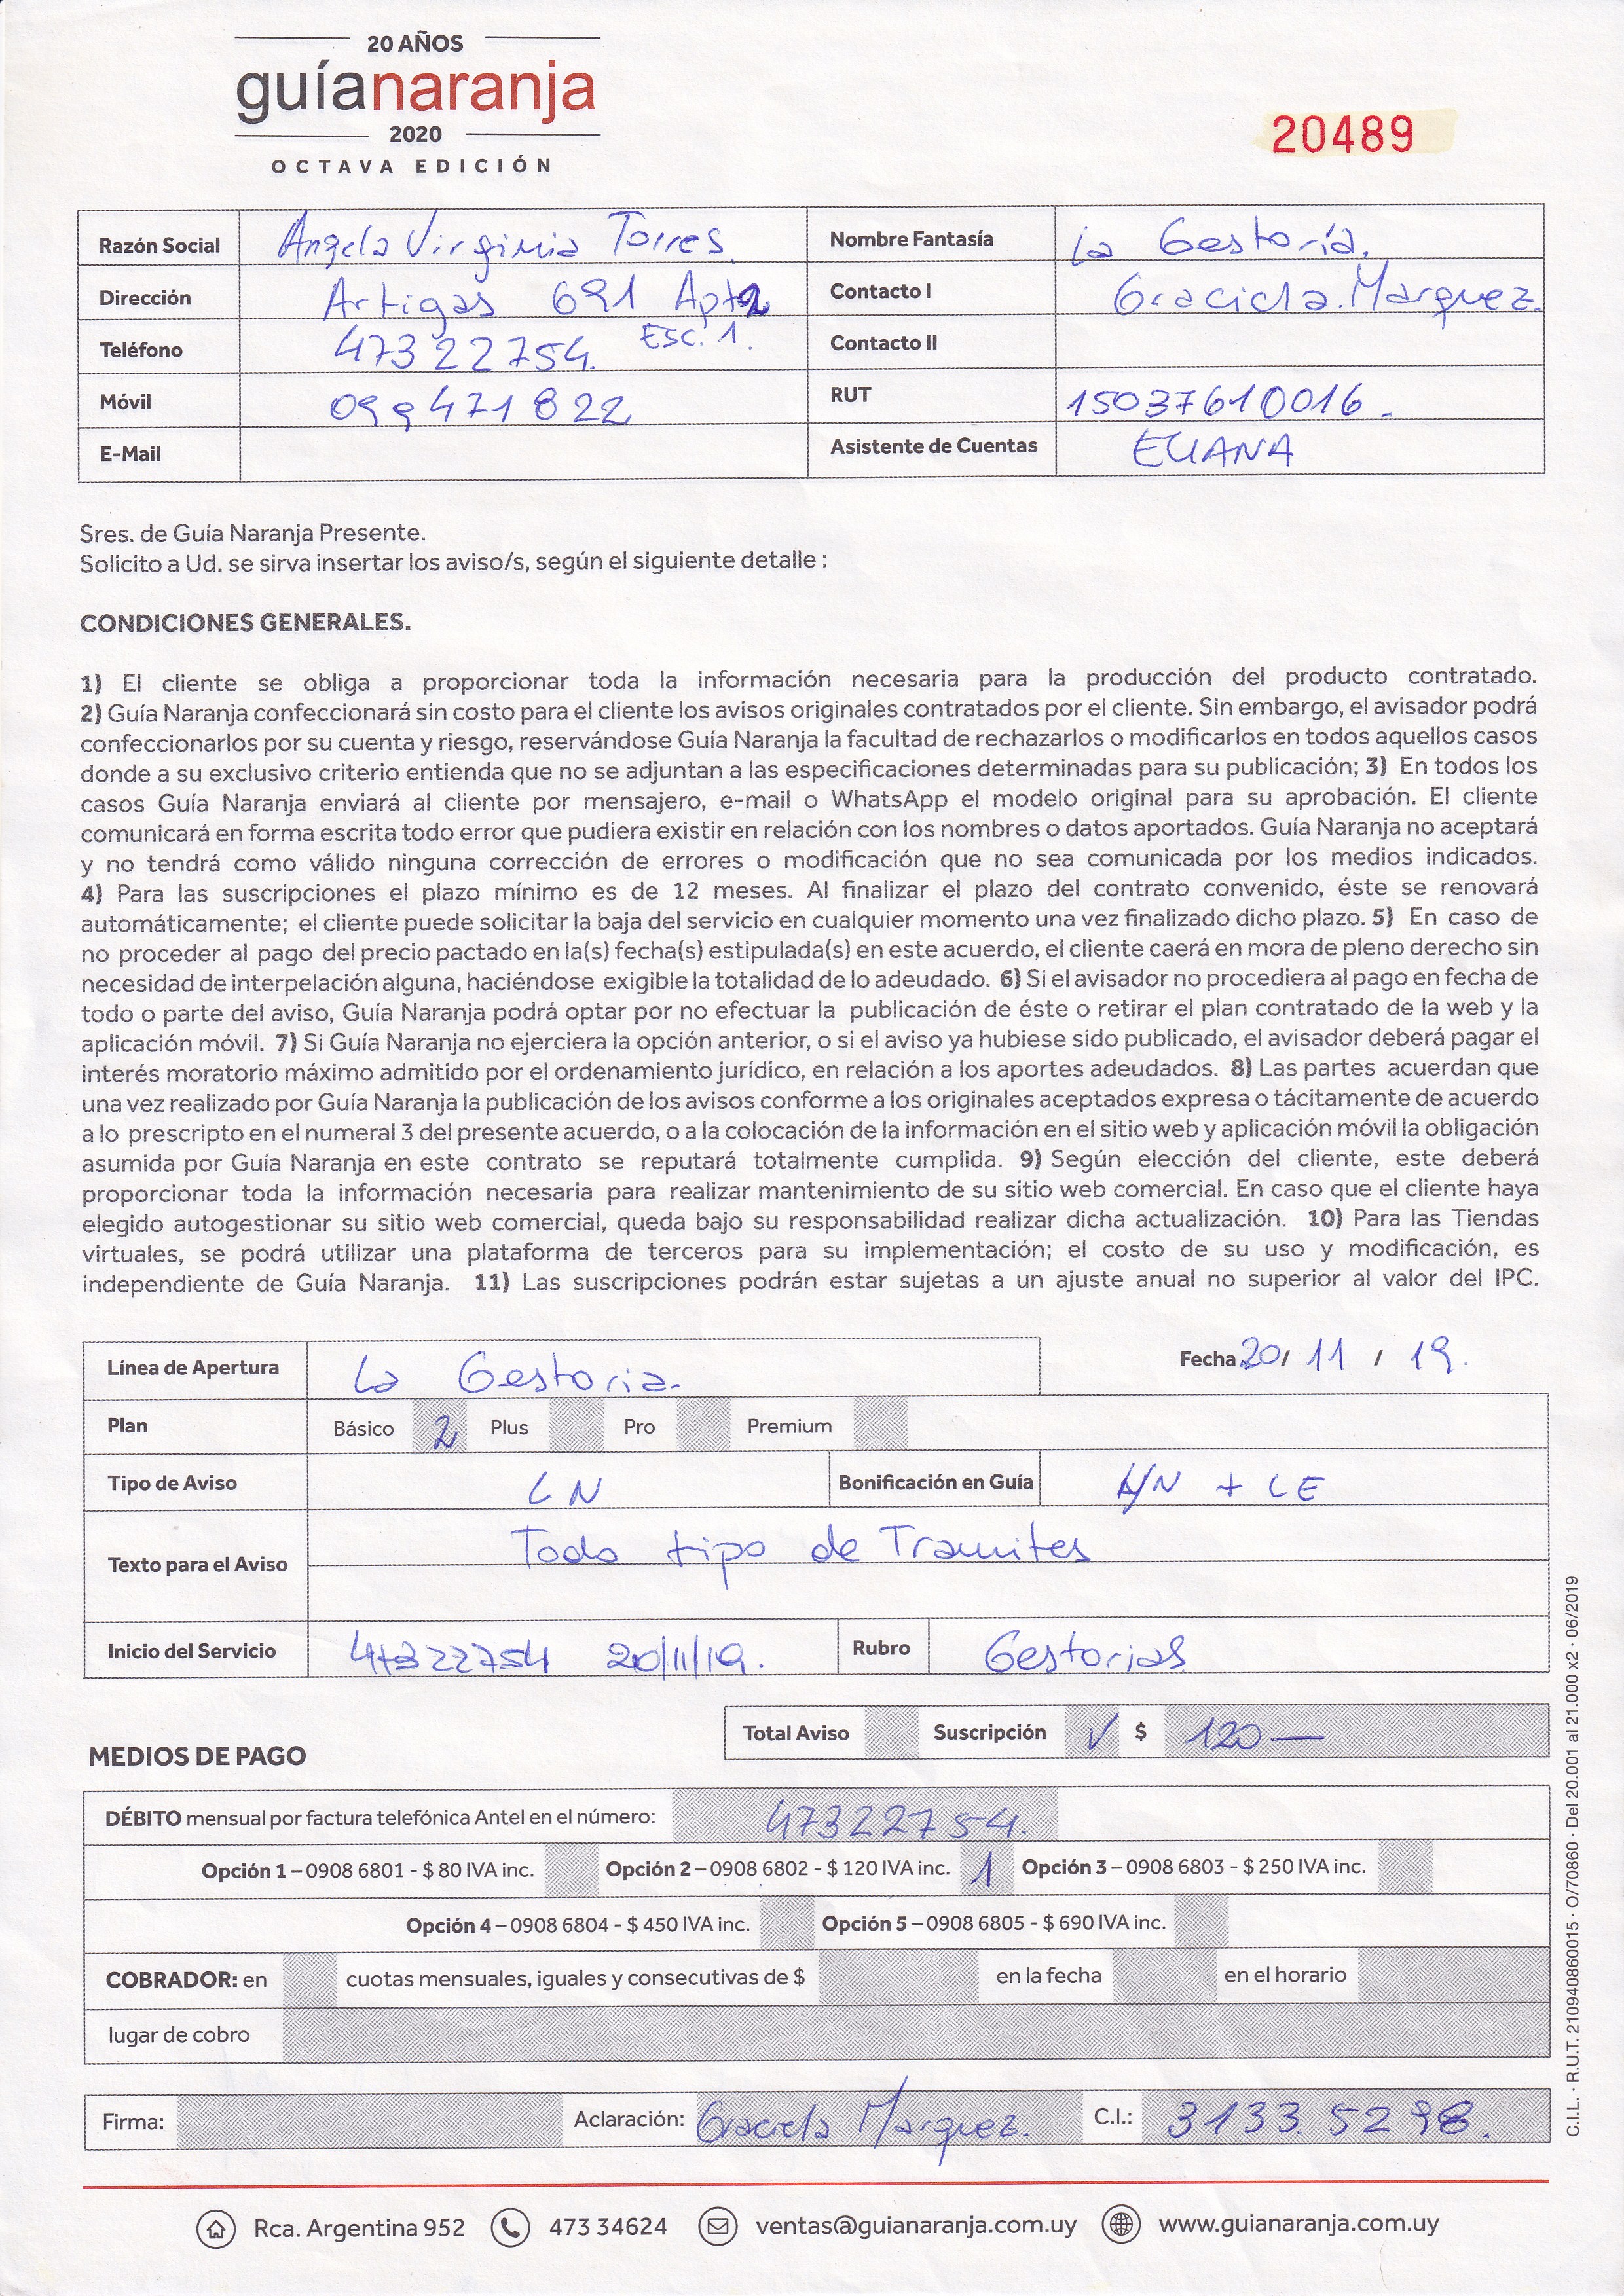 20 AÑOS
guíanaranja
2020
OCTAVA EDICIÓN
20489
Razón Social Angela Virginia Torres. Nombre Fantasía La Gestoría.
Dirección Artigas 691 Apto2 Contacto I Graciela Marquez.
Esc. 1.
Teléfono 47322754. Contacto II
Móvil 099471822 RUT 15037610016.
E-Mail Asistente de Cuentas ELIANA
Sres. de Guía Naranja Presente.
Solicito a Ud. se sirva insertar los aviso/s, según el siguiente detalle :
CONDICIONES GENERALES.
1) El cliente se obliga a proporcionar toda la información necesaria para la producción del producto contratado.
2) Guía Naranja confeccionará sin costo para el cliente los avisos originales contratados por el cliente. Sin embargo, el avisador podrá
confeccionarlos por su cuenta y riesgo, reservándose Guía Naranja la facultad de rechazarlos o modificarlos en todos aquellos casos
donde a su exclusivo criterio entienda que no se adjuntan a las especificaciones determinadas para su publicación; 3) En todos los
casos Guía Naranja enviará al cliente por mensajero, e-mail o WhatsApp el modelo original para su aprobación. El cliente
comunicará en forma escrita todo error que pudiera existir en relación con los nombres o datos aportados. Guía Naranja no aceptará
y no tendrá como válido ninguna corrección de errores o modificación que no sea comunicada por los medios indicados.
4) Para las suscripciones el plazo mínimo es de 12 meses. Al finalizar el plazo del contrato convenido, éste se renovará
automáticamente; el cliente puede solicitar la baja del servicio en cualquier momento una vez finalizado dicho plazo. 5) En caso de
no proceder al pago del precio pactado en la(s) fecha(s) estipulada(s) en este acuerdo, el cliente caerá en mora de pleno derecho sin
necesidad de interpelación alguna, haciéndose exigible la totalidad de lo adeudado. 6) Si el avisador no procediera al pago en fecha de
todo o parte del aviso, Guía Naranja podrá optar por no efectuar la publicación de éste o retirar el plan contratado de la web y la
aplicación móvil. 7) Si Guía Naranja no ejerciera la opción anterior, o si el aviso ya hubiese sido publicado, el avisador deberá pagar el
interés moratorio máximo admitido por el ordenamiento jurídico, en relación a los aportes adeudados. 8) Las partes acuerdan que
una vez realizado por Guía Naranja la publicación de los avisos conforme a los originales aceptados expresa o tácitamente de acuerdo
a lo prescripto en el numeral 3 del presente acuerdo, o a la colocación de la información en el sitio web y aplicación móvil la obligación
asumida por Guía Naranja en este contrato se reputará totalmente cumplida. 9) Según elección del cliente, este deberá
proporcionar toda la información necesaria para realizar mantenimiento de su sitio web comercial. En caso que el cliente haya
elegido autogestionar su sitio web comercial, queda bajo su responsabilidad realizar dicha actualización. 10) Para las Tiendas
virtuales, se podrá utilizar una plataforma de terceros para su implementación; el costo de su uso y modificación, es
independiente de Guía Naranja. 11) Las suscripciones podrán estar sujetas a un ajuste anual no superior al valor del IPC.
Línea de Apertura La Gestoria. Fecha 20/ 11 / 19.
Plan Básico 2 Plus Pro Premium
Tipo de Aviso LN Bonificación en Guía + LE
Texto para el Aviso Todo tipo de Tramites
Inicio del Servicio 47322754 20/11/19. Rubro Gestorias
Total Aviso Suscripción ✓ $ 120—
MEDIOS DE PAGO
DÉBITO mensual por factura telefónica Antel en el número: 47322754.
Opción 1 – 0908 6801 - $ 80 IVA inc. Opción 2 – 0908 6802 - $ 120 IVA inc. 1 Opción 3 – 0908 6803 - $ 250 IVA inc.
Opción 4 – 0908 6804 - $ 450 IVA inc. Opción 5 – 0908 6805 - $ 690 IVA inc.
COBRADOR: en cuotas mensuales, iguales y consecutivas de $ en la fecha en el horario
lugar de cobro
Firma: Aclaración: Graciela Marquez. C.I.: 3133.5298.
C.I.L. · R.U.T. 210940860015 · O/70860 · Del 20.001 al 21.000 x2 · 06/2019
Rca. Argentina 952 473 34624 ventas@guianaranja.com.uy www.guianaranja.com.uy